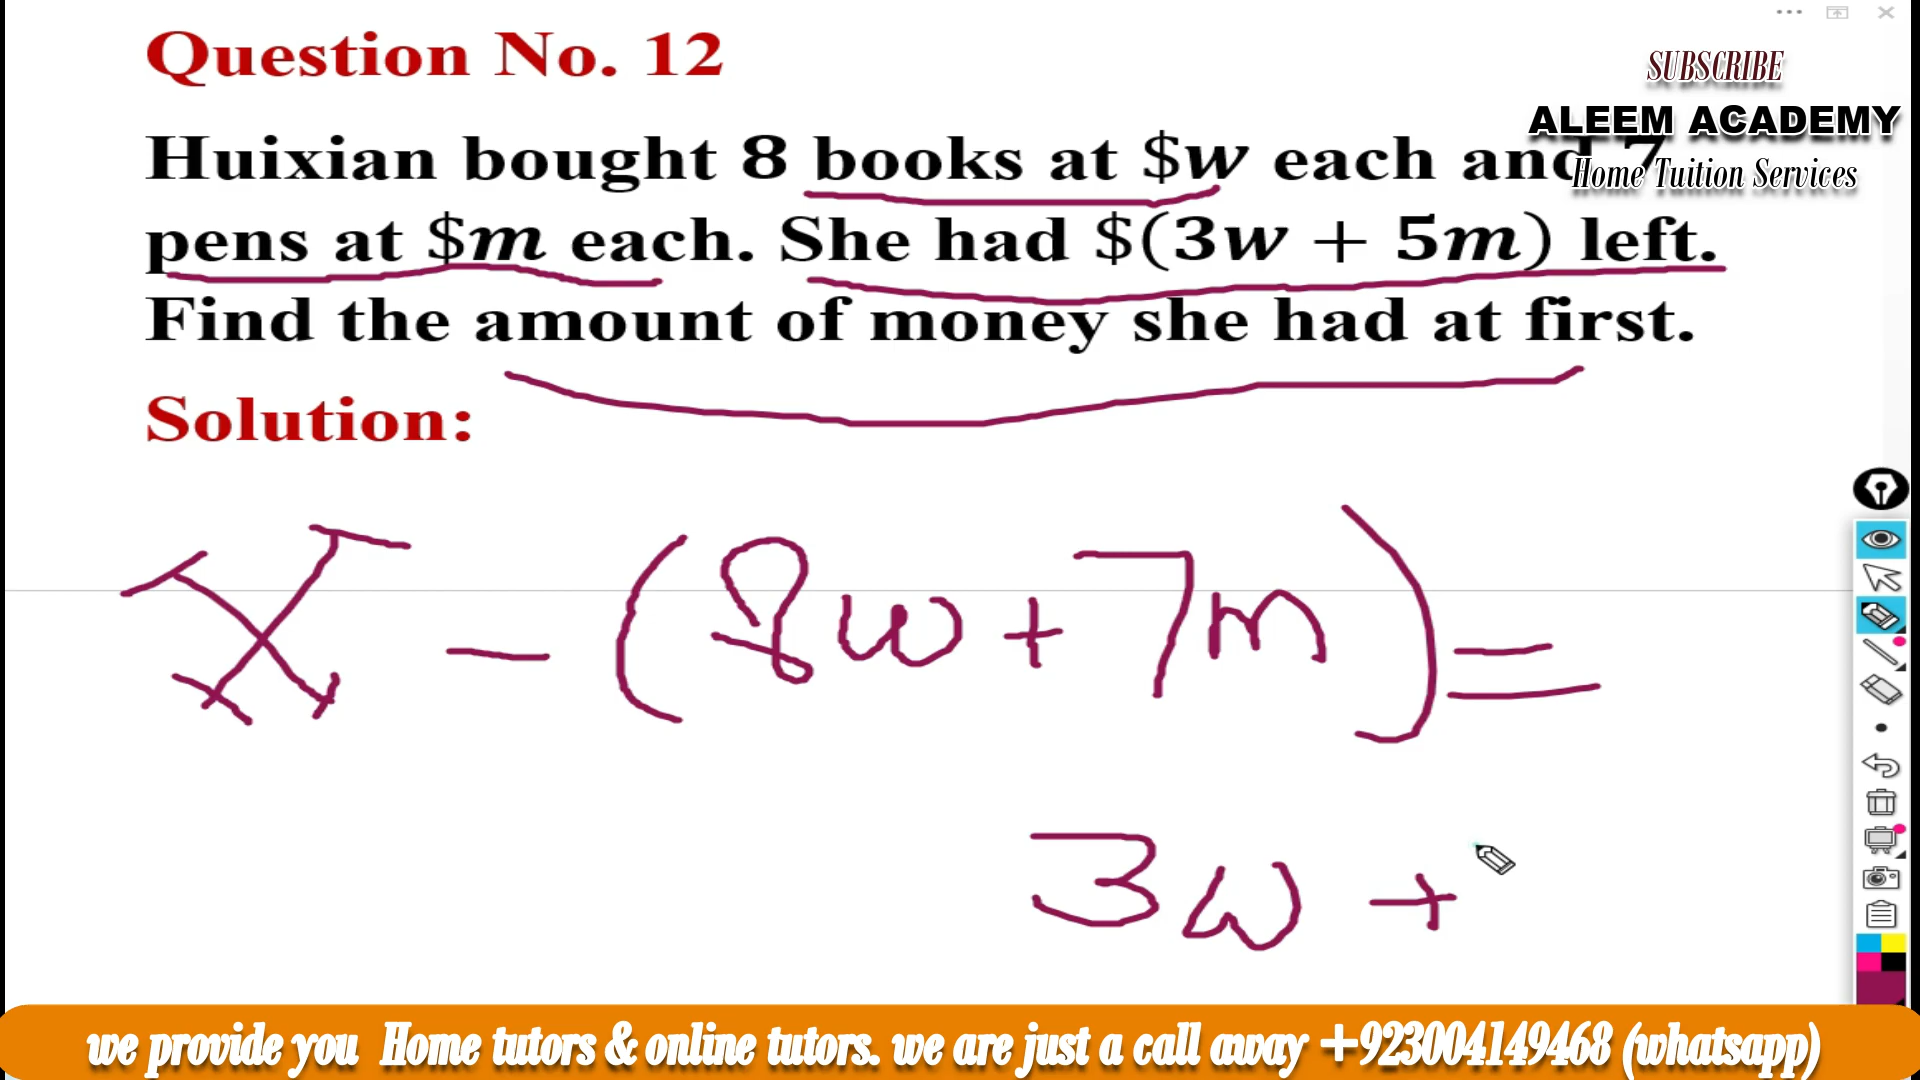 Question No. 12
SUBSCRIBE
ALEEM ACADEMY
Home Tuition Services
Huixian bought 8 books at $w each and 7
pens at $m each. She had $(3w + 5m) left.
Find the amount of money she had at first.
Solution:
X - (8w + 7m) =
3w +
we provide you Home tutors & online tutors. we are just a call away +923004149468 (whatsapp)